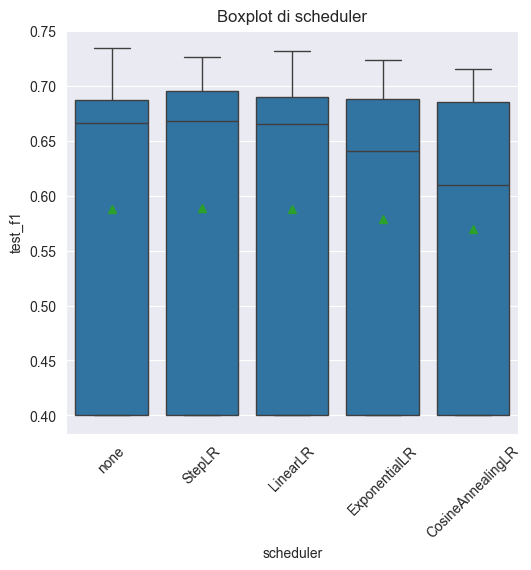 Boxplot di scheduler
0.75
0.70
0.65
0.60
0.55
0.50
0.45
0.40
test_f1
none
StepLR
LinearLR
ExponentialLR
CosineAnnealingLR
scheduler